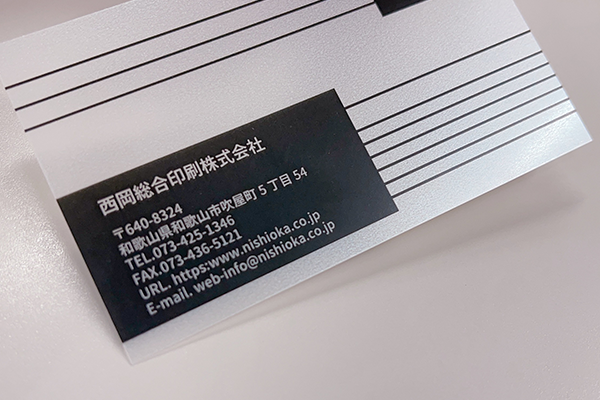 西岡総合印刷株式会社
〒640-8324
和歌山県和歌山市吹屋町5丁目54
TEL.073-425-1346
FAX.073-436-5121
URL. https:www.nishioka.co.jp
E-mail. web-info@nishioka.co.jp